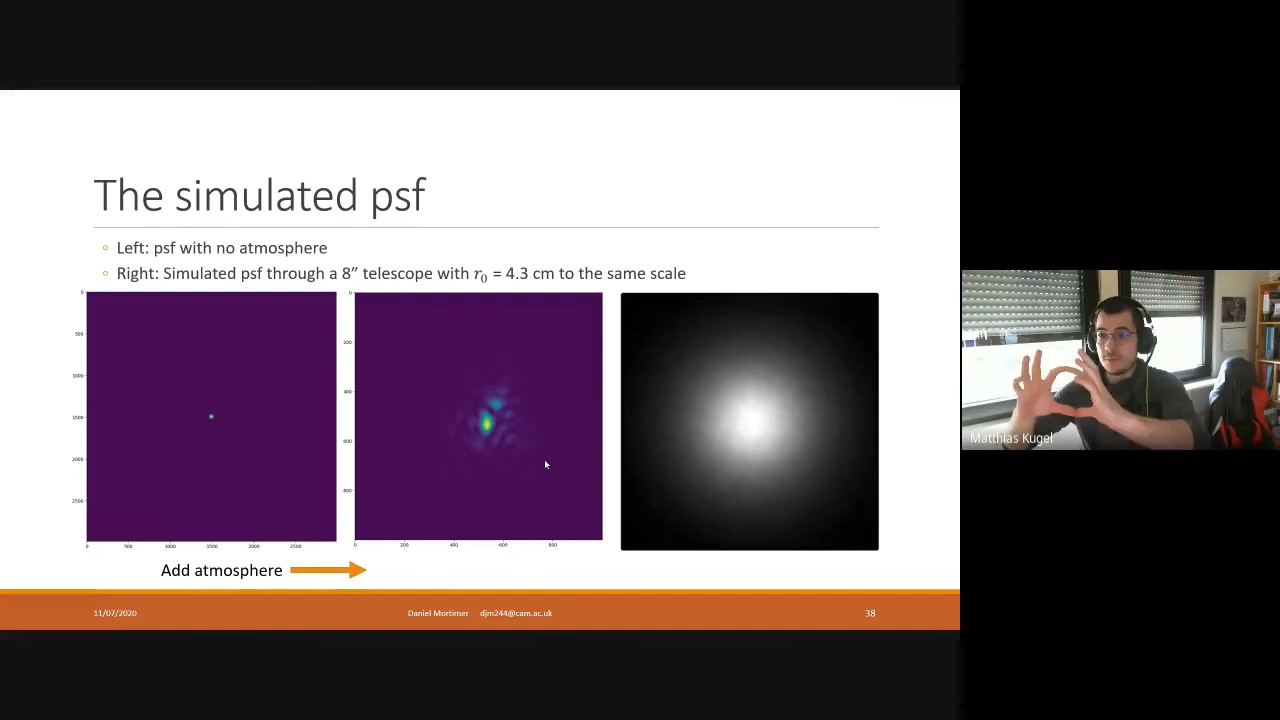 The simulated psf
Left: psf with no atmosphere
Right: Simulated psf through a 8” telescope with r₀ = 4.3 cm to the same scale
0
500
1000
1500
2000
2500
0 500 1000 1500 2000 2500
0
200
400
600
800
0 200 400 600 800
Add atmosphere
11/07/2020 Daniel Mortimer djm244@cam.ac.uk 38
Matthias Kugel